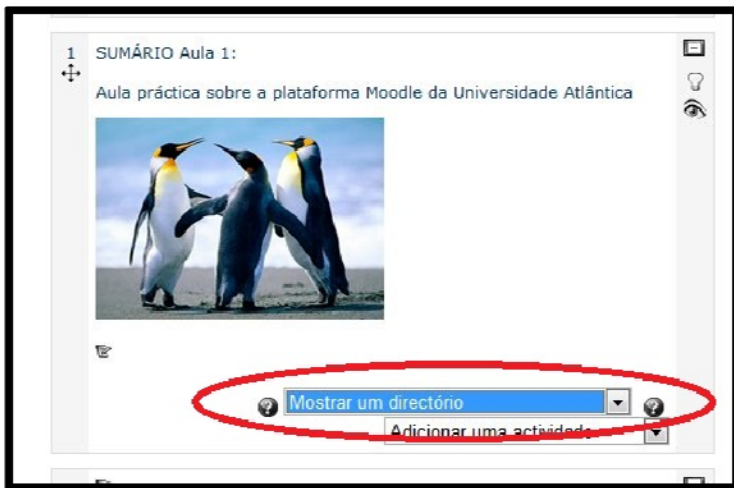 1 SUMÁRIO Aula 1:
Aula práctica sobre a plataforma Moodle da Universidade Atlântica
Mostrar um directório
Adicionar uma actividade